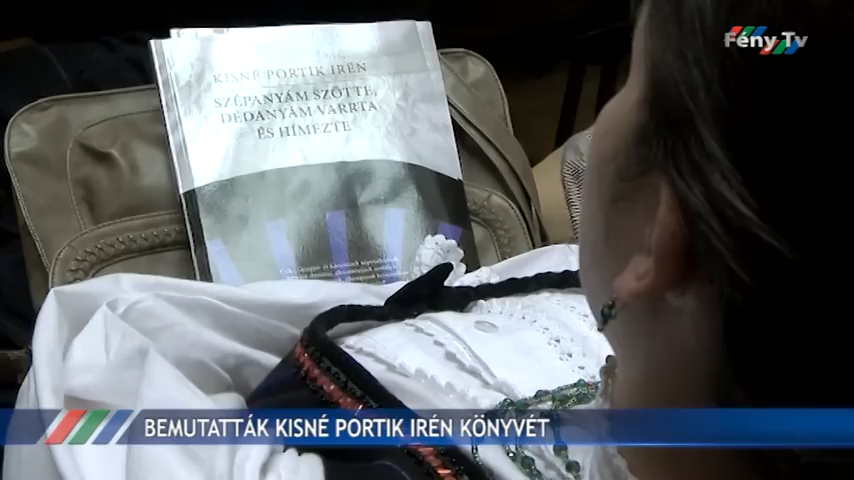 Fény Tv
KISNÉ PORTIK IRÉN
SZÉPANYÁM SZŐTTE,
DÉDANYÁM VARRTA
ÉS HÍMEZTE
BEMUTATTÁK KISNÉ PORTIK IRÉN KÖNYVÉT